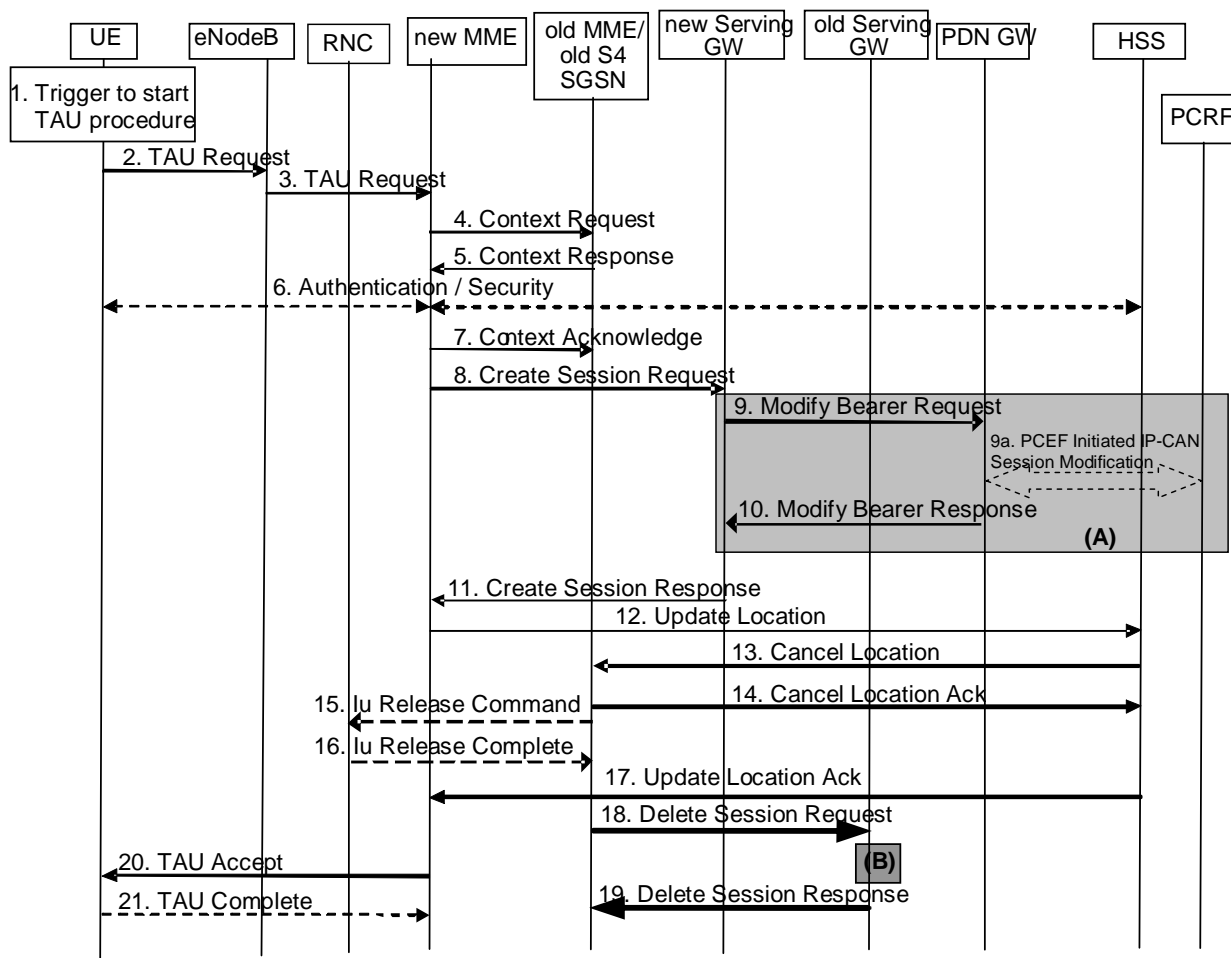 UE
eNodeB
RNC
new MME
old MME/
old S4
SGSN
new Serving
GW
old Serving
GW
PDN GW
HSS
PCRF
1. Trigger to start
TAU procedure
2. TAU Request
3. TAU Request
4. Context Request
5. Context Response
6. Authentication / Security
7. Context Acknowledge
8. Create Session Request
9. Modify Bearer Request
9a. PCEF Initiated IP-CAN
Session Modification
10. Modify Bearer Response
(A)
11. Create Session Response
12. Update Location
13. Cancel Location
14. Cancel Location Ack
15. Iu Release Command
16. Iu Release Complete
17. Update Location Ack
18. Delete Session Request
(B)
20. TAU Accept
19. Delete Session Response
21. TAU Complete